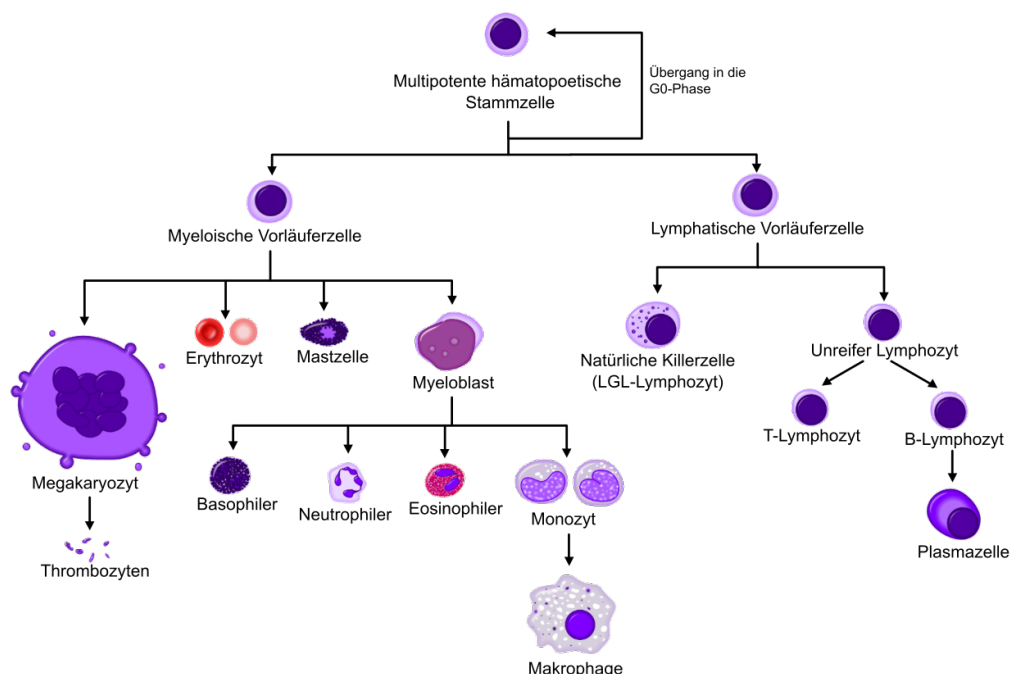 Multipotente hämatopoetische
Stammzelle
Übergang in die
G0-Phase
Myeloische Vorläuferzelle
Lymphatische Vorläuferzelle
Erythrozyt
Mastzelle
Myeloblast
Natürliche Killerzelle
(LGL-Lymphozyt)
Unreifer Lymphozyt
T-Lymphozyt
B-Lymphozyt
Megakaryozyt
Basophiler
Neutrophiler
Eosinophiler
Monozyt
Plasmazelle
Thrombozyten
Makrophage